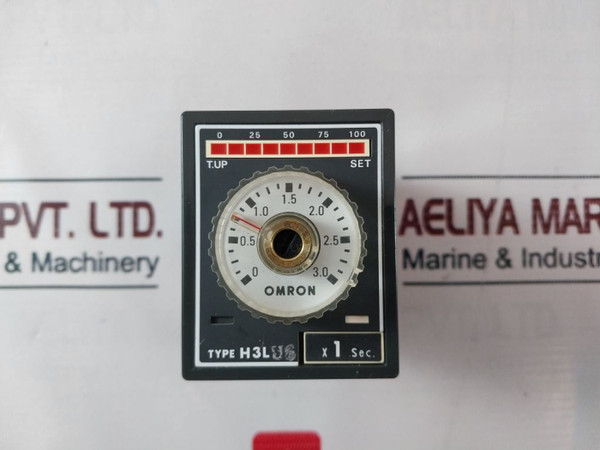 AELIYA MAR
PVT. LTD.
& Machinery
Marine & Industr
0 25 50 75 100
T.UP SET
0 0.5 1.0 1.5 2.0 2.5 3.0
OMRON
TYPE H3L
x 1 Sec.